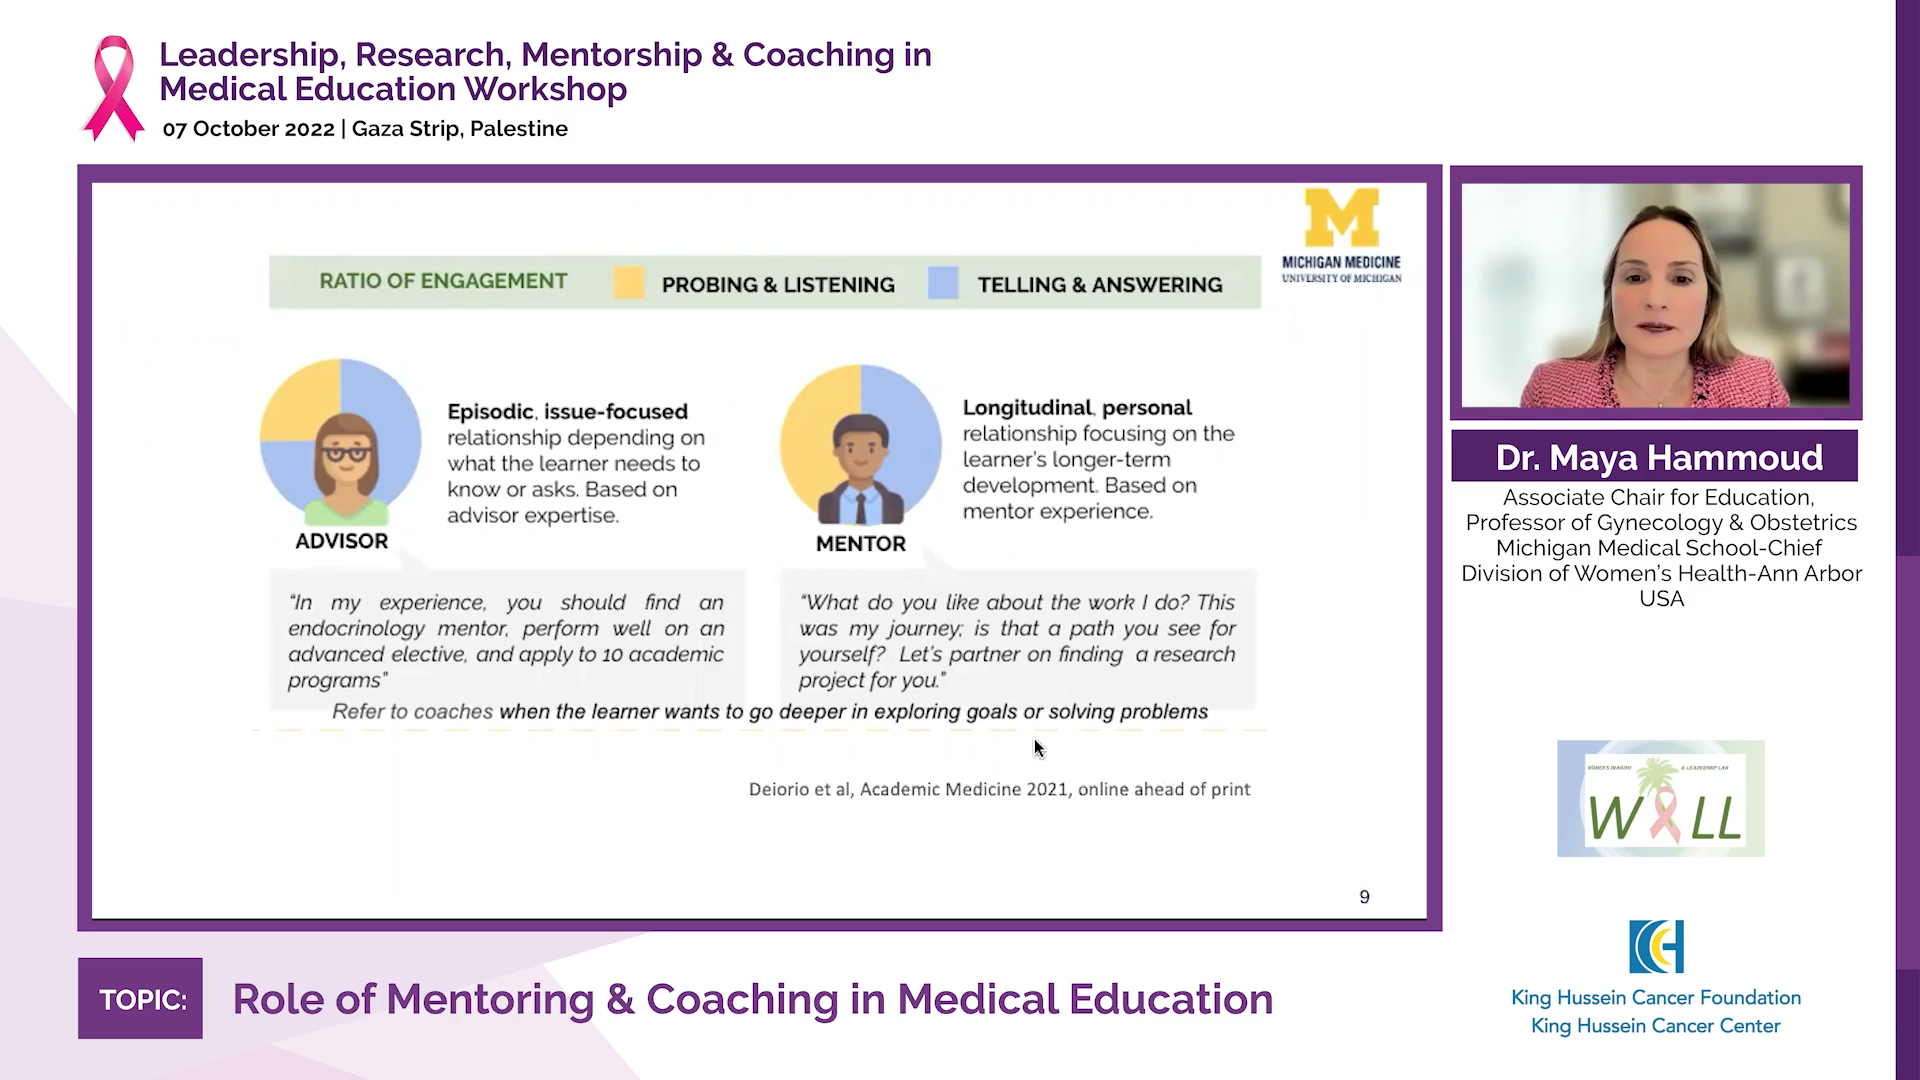 Leadership, Research, Mentorship & Coaching in
Medical Education Workshop
07 October 2022 | Gaza Strip, Palestine
M
MICHIGAN MEDICINE
UNIVERSITY OF MICHIGAN
RATIO OF ENGAGEMENT
PROBING & LISTENING
TELLING & ANSWERING
Episodic, issue-focused
relationship depending on
what the learner needs to
know or asks. Based on
advisor expertise.
ADVISOR
Longitudinal, personal
relationship focusing on the
learner's longer-term
development. Based on
mentor experience.
MENTOR
"In my experience, you should find an
endocrinology mentor, perform well on an
advanced elective, and apply to 10 academic
programs"
"What do you like about the work I do? This
was my journey; is that a path you see for
yourself? Let's partner on finding a research
project for you."
Refer to coaches when the learner wants to go deeper in exploring goals or solving problems
Deiorio et al, Academic Medicine 2021, online ahead of print
9
Dr. Maya Hammoud
Associate Chair for Education,
Professor of Gynecology & Obstetrics
Michigan Medical School-Chief
Division of Women's Health-Ann Arbor
USA
WOMEN'S IMAGING & LEADERSHIP LAB
WILL
King Hussein Cancer Foundation
King Hussein Cancer Center
TOPIC:
Role of Mentoring & Coaching in Medical Education